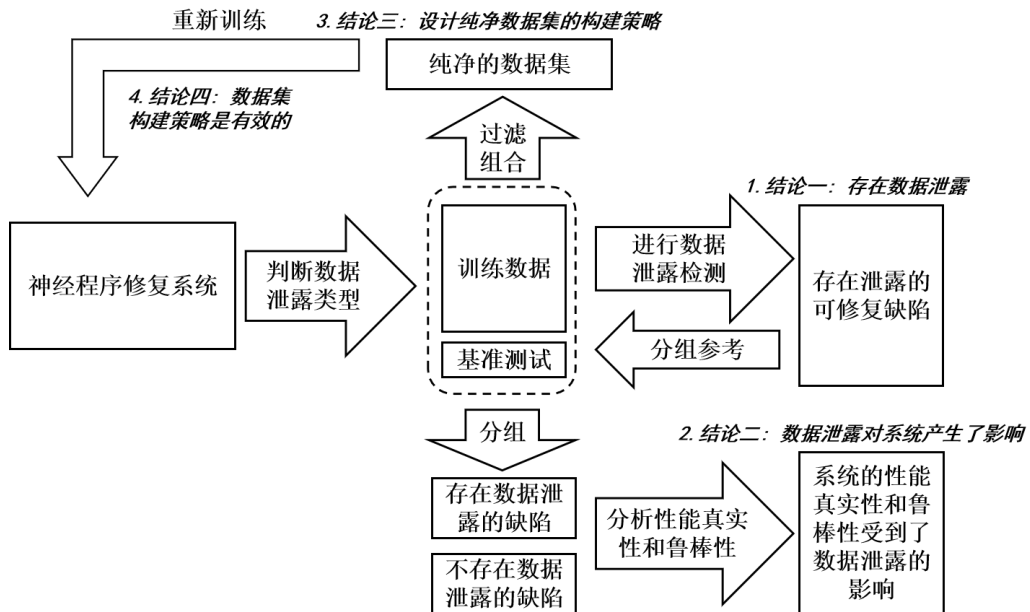 重新训练
3. 结论三：设计纯净数据集的构建策略
纯净的数据集
4. 结论四：数据集
构建策略是有效的
过滤
组合
1. 结论一：存在数据泄露
神经程序修复系统
判断数据
泄露类型
训练数据
基准测试
进行数据
泄露检测
存在泄露的
可修复缺陷
分组参考
分组
2. 结论二：数据泄露对系统产生了影响
存在数据泄
露的缺陷
不存在数据
泄露的缺陷
分析性能真实
性和鲁棒性
系统的性能
真实性和鲁
棒性受到了
数据泄露的
影响